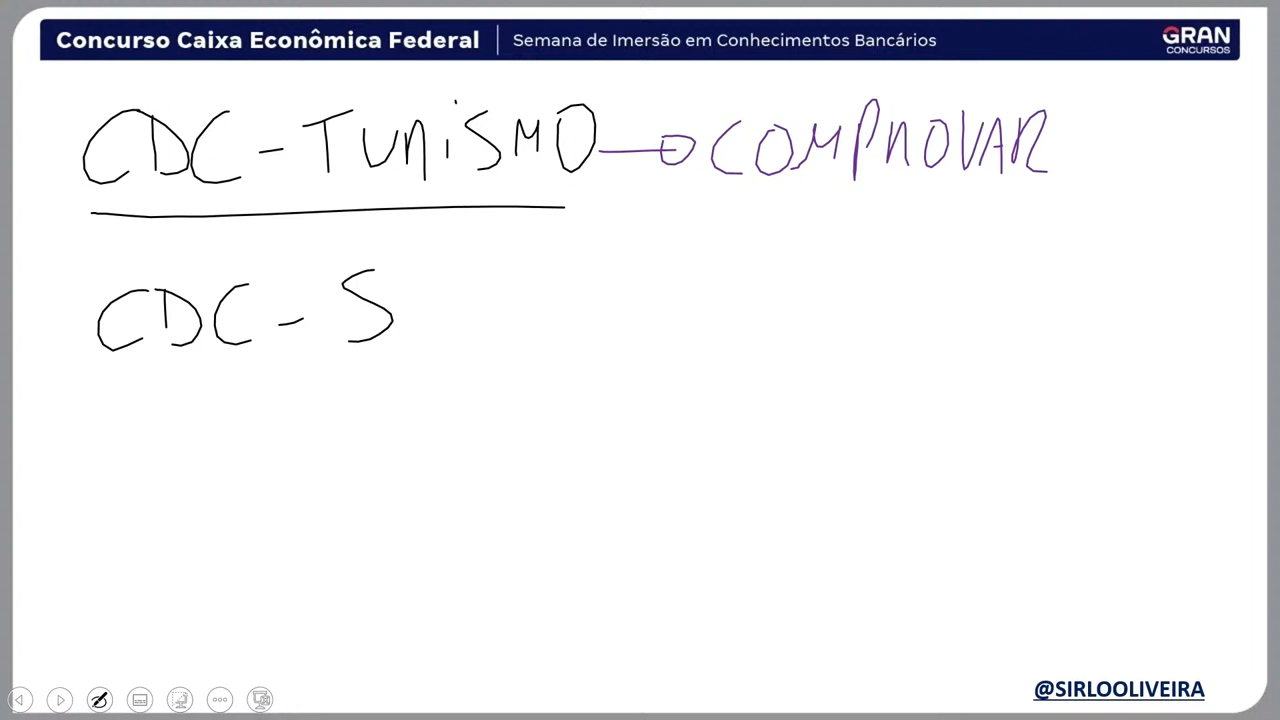 Concurso Caixa Econômica Federal | Semana de Imersão em Conhecimentos Bancários
GRAN
CONCURSOS
CDC - TURISMO → COMPROVAR
CDC - S
@SIRLOOLIVEIRA